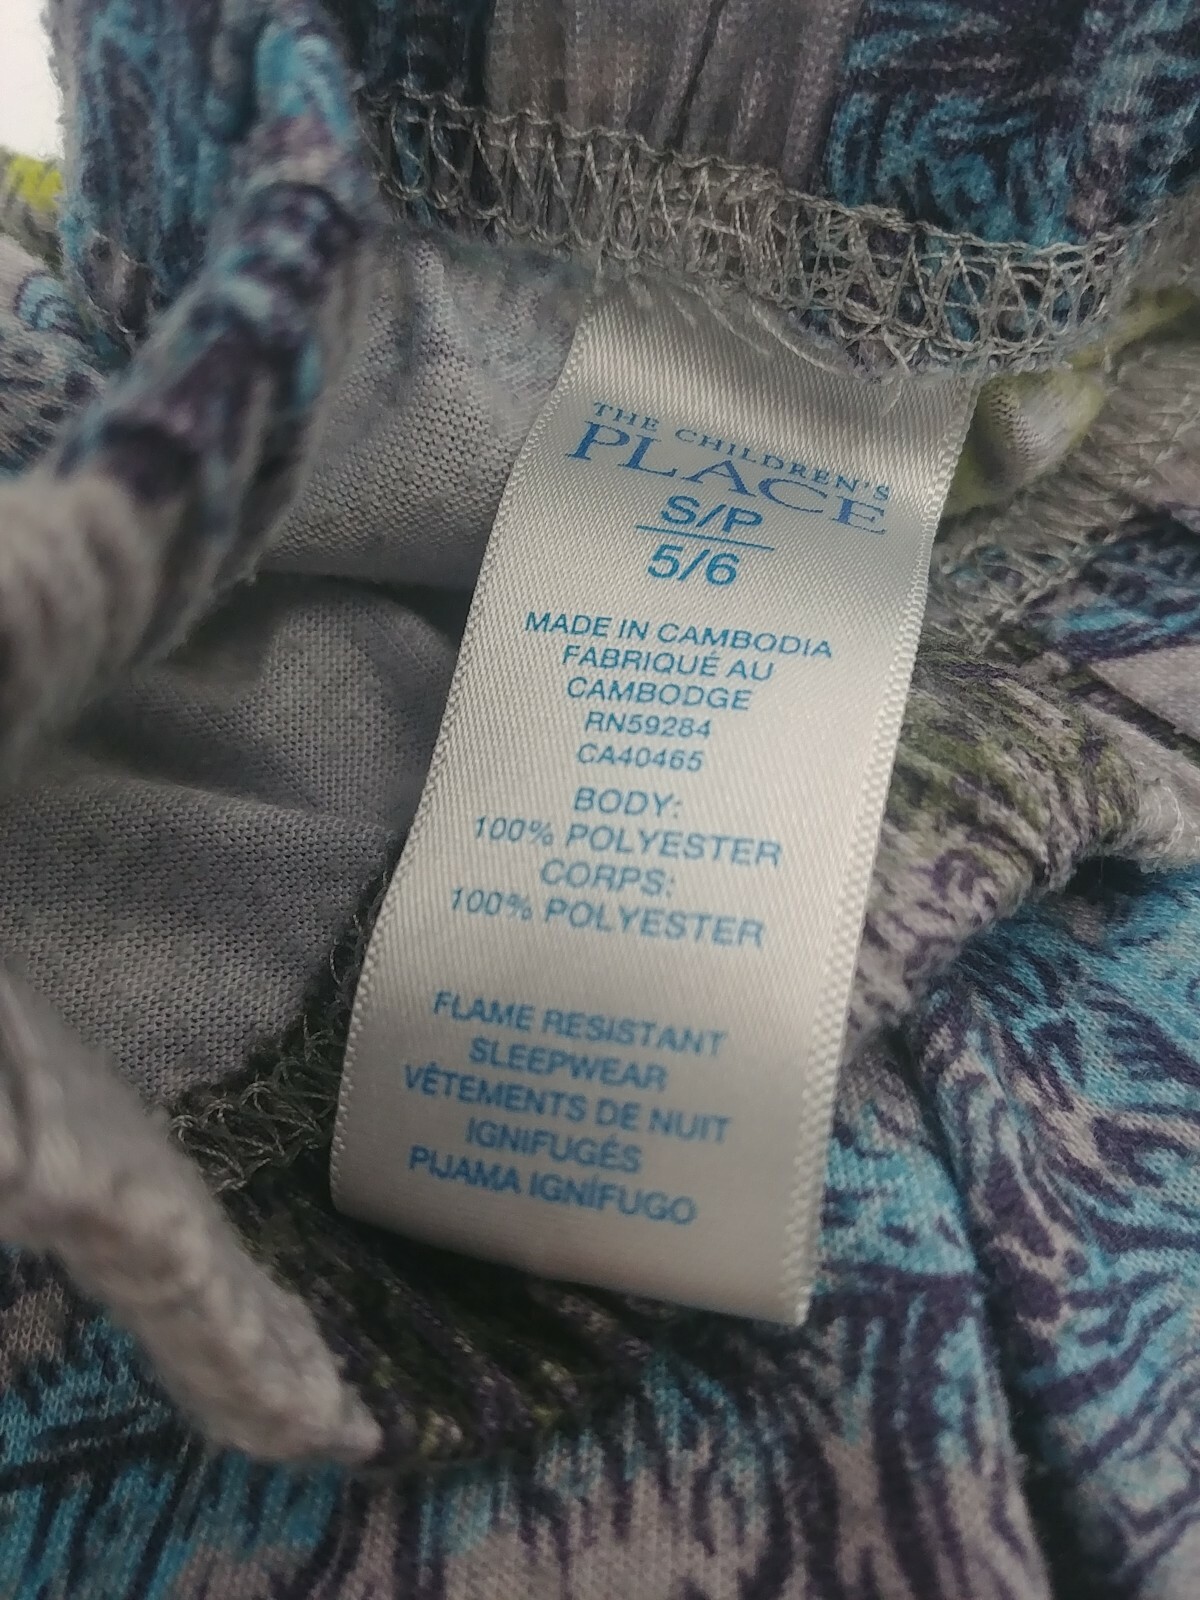 THE CHILDREN'S
PLACE
S/P
5/6
MADE IN CAMBODIA
FABRIQUÉ AU
CAMBODGE
RN59284
CA40465
BODY:
100% POLYESTER
CORPS:
100% POLYESTER
FLAME RESISTANT
SLEEPWEAR
VÊTEMENTS DE NUIT
IGNIFUGÉS
PIJAMA IGNÍFUGO